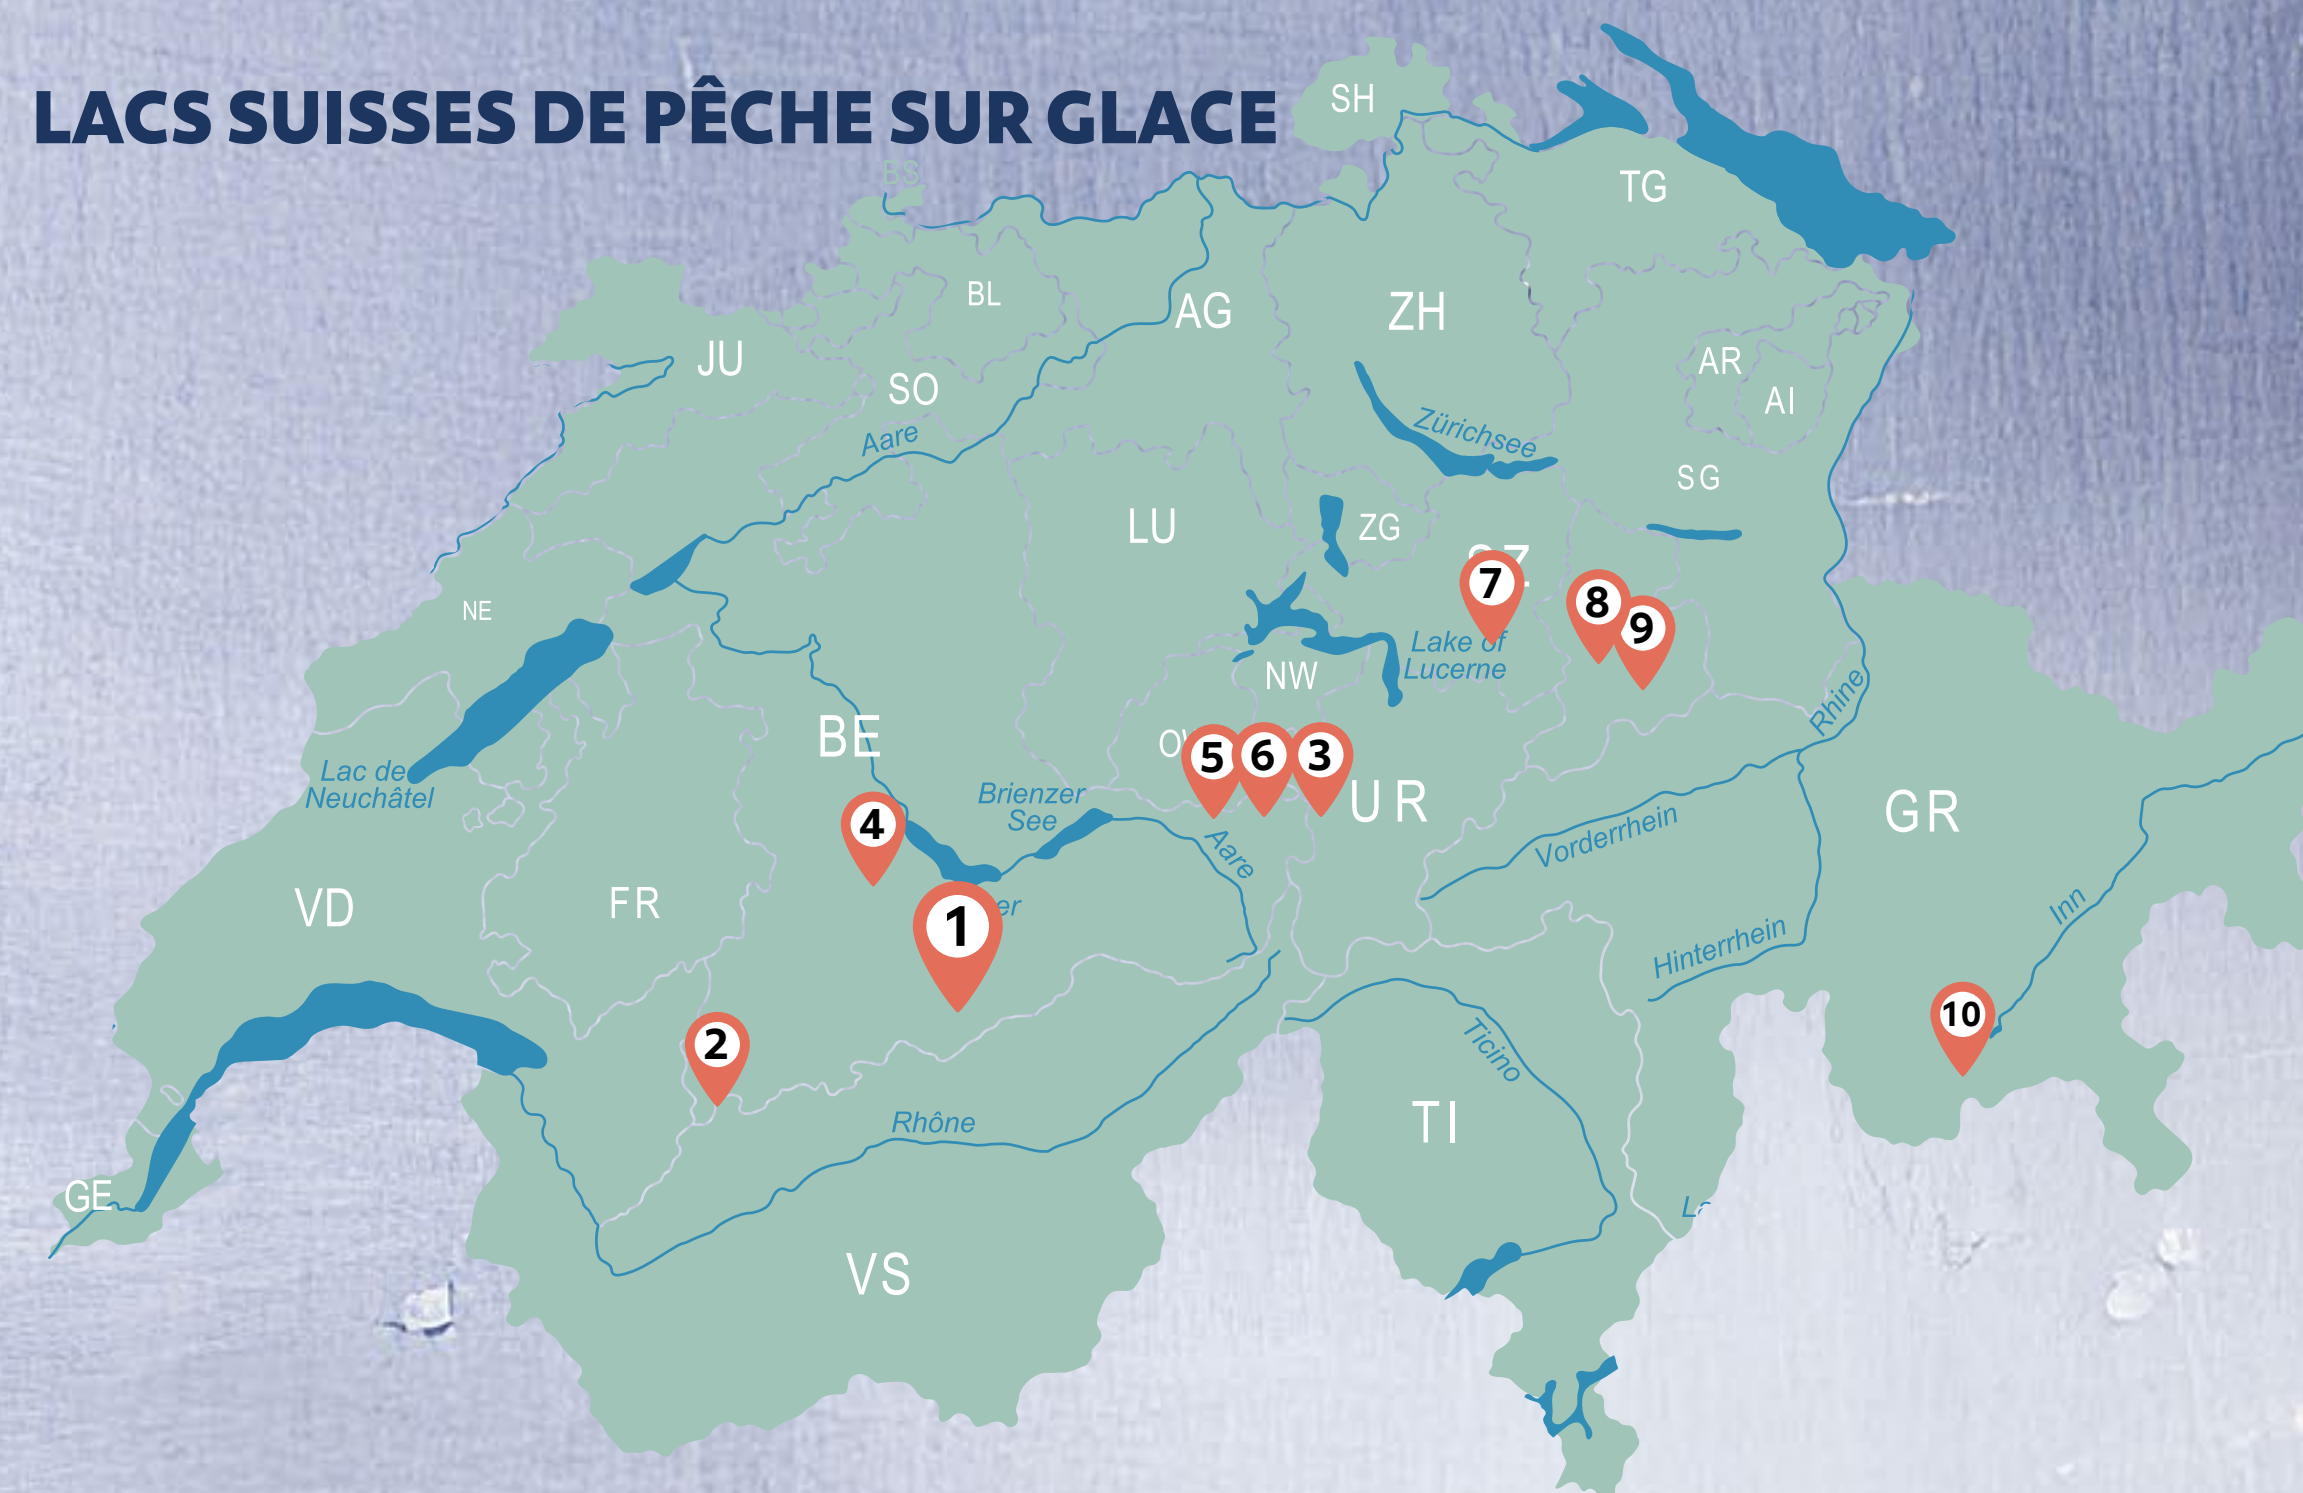 LACS SUISSES DE PÊCHE SUR GLACE
SH
BS
TG
BL
AG
ZH
JU
SO
AR
AI
Aare
Zürichsee
SG
LU
ZG
7
8
9
NE
Lake of
Lucerne
NW
Rhine
BE
5
6
3
UR
Lac de
Neuchâtel
Brienzer
See
4
Aare
Vorderrhein
GR
VD
FR
1
er
Inn
Hinterrhein
2
10
Ticino
Rhône
TI
GE
VS